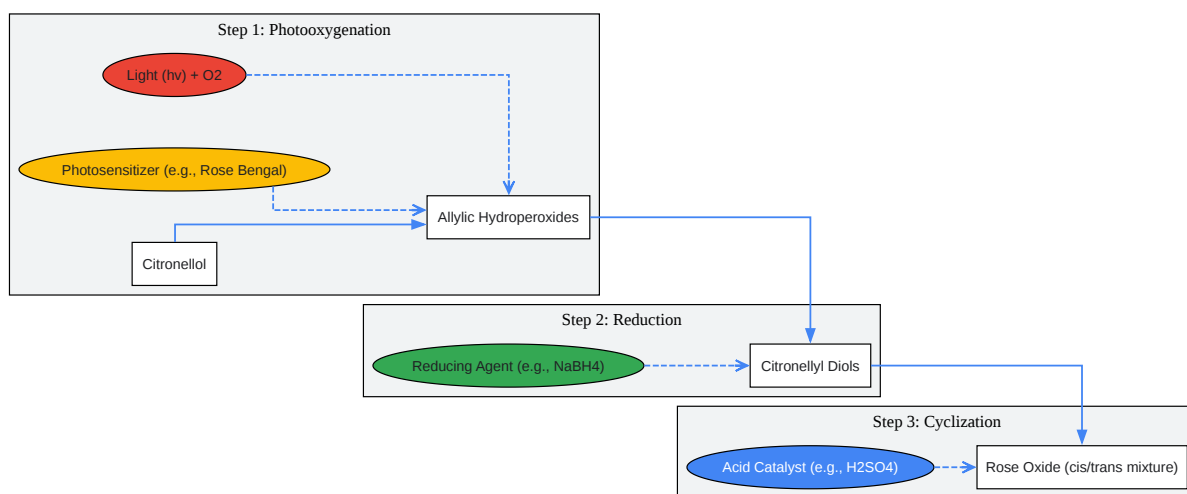 Step 1: Photooxygenation
Light (hv) + O2
Photosensitizer (e.g., Rose Bengal)
Allylic Hydroperoxides
Citronellol
Step 2: Reduction
Reducing Agent (e.g., NaBH4)
Citronellyl Diols
Step 3: Cyclization
Acid Catalyst (e.g., H2SO4)
Rose Oxide (cis/trans mixture)